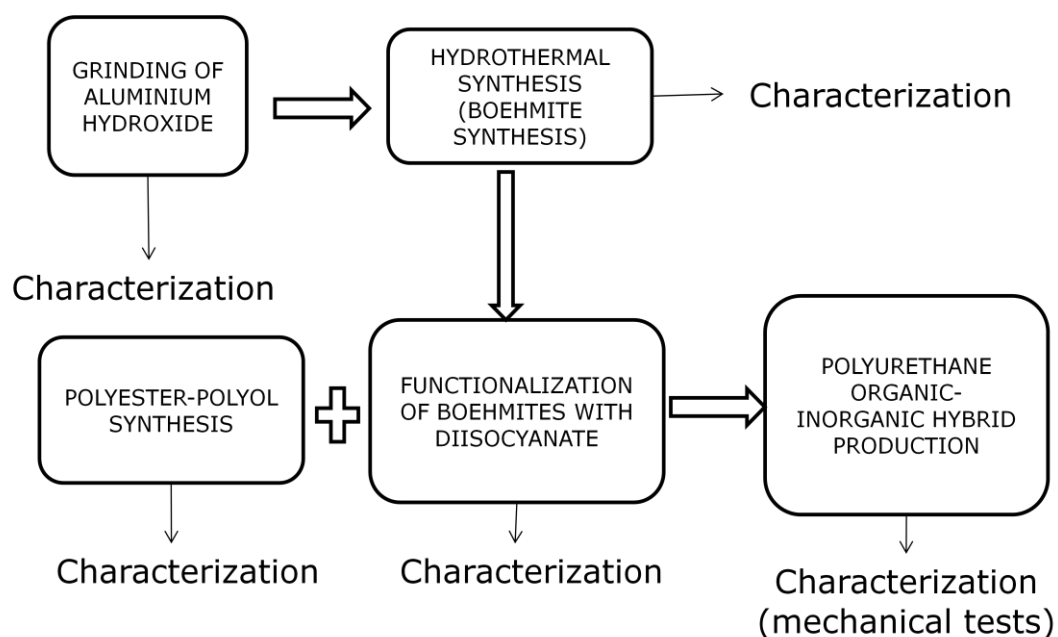 GRINDING OF
ALUMINIUM
HYDROXIDE
HYDROTHERMAL
SYNTHESIS
(BOEHMITE
SYNTHESIS)
Characterization
Characterization
POLYESTER-POLYOL
SYNTHESIS
FUNCTIONALIZATION
OF BOEHMITES WITH
DIISOCYANATE
POLYURETHANE
ORGANIC-
INORGANIC HYBRID
PRODUCTION
Characterization
Characterization
Characterization
(mechanical tests)